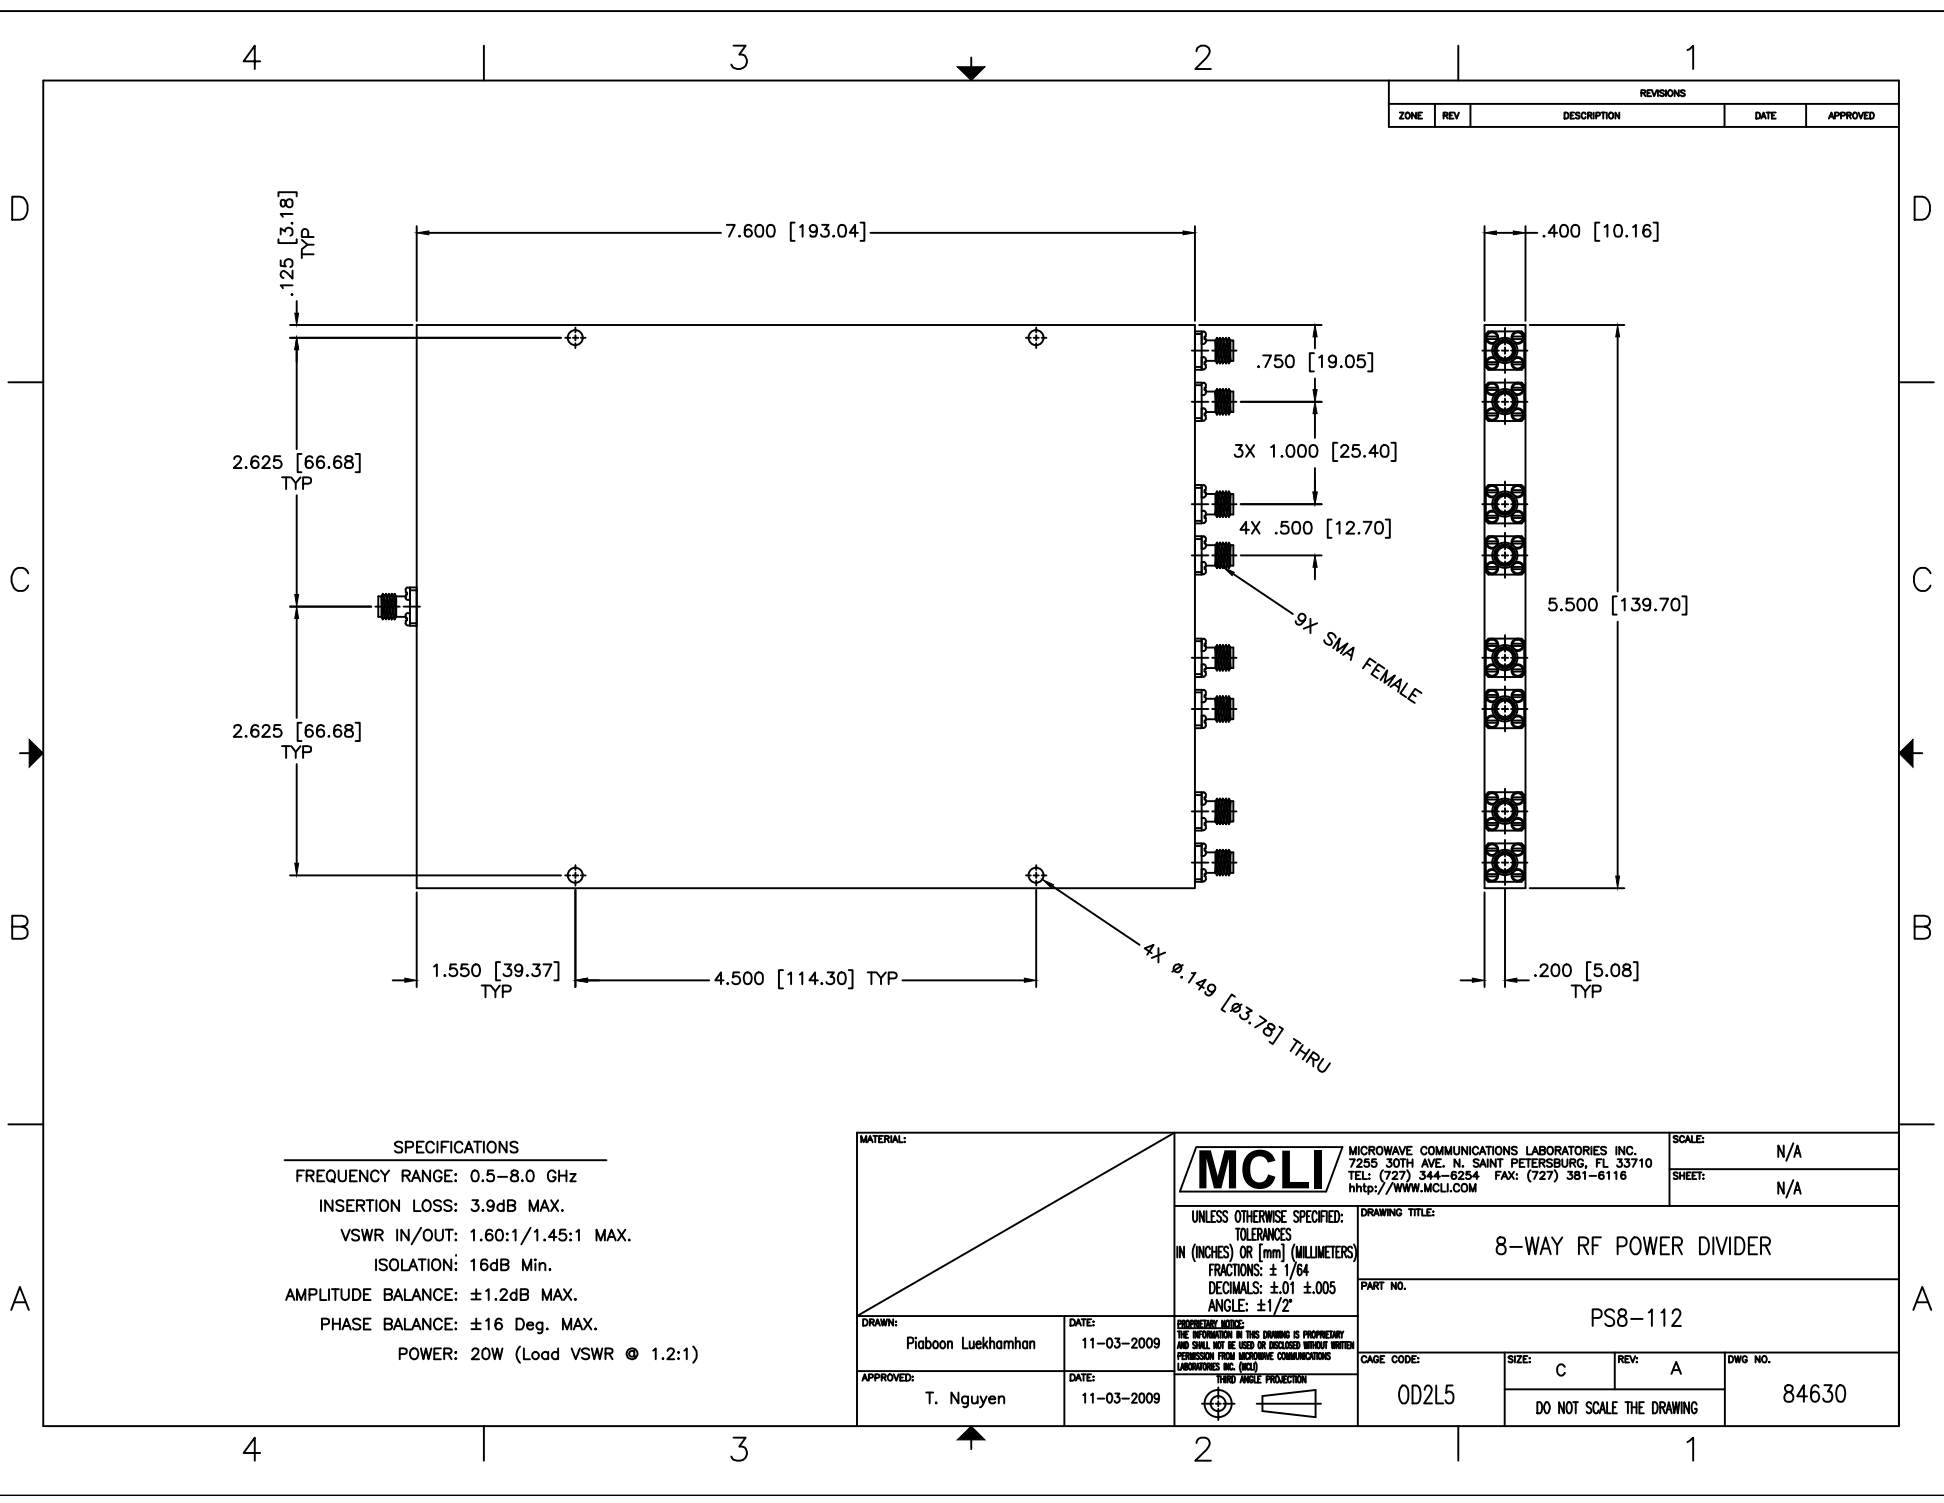 4 3 2 1
REVISIONS
ZONE REV DESCRIPTION DATE APPROVED
D D
.125 [3.18]
TYP
7.600 [193.04]
.400 [10.16]
.750 [19.05]
2.625 [66.68]
TYP
3X 1.000 [25.40]
4X .500 [12.70]
C C
5.500 [139.70]
9X SMA FEMALE
2.625 [66.68]
TYP
B B
1.550 [39.37]
TYP
4.500 [114.30] TYP
4X ø.149 [ø3.78] THRU
.200 [5.08]
TYP
SPECIFICATIONS
FREQUENCY RANGE: 0.5-8.0 GHz
INSERTION LOSS: 3.9dB MAX.
VSWR IN/OUT: 1.60:1/1.45:1 MAX.
ISOLATION: 16dB Min.
AMPLITUDE BALANCE: ±1.2dB MAX.
PHASE BALANCE: ±16 Deg. MAX.
POWER: 20W (Load VSWR @ 1.2:1)
A A
MATERIAL:
MCLI
MICROWAVE COMMUNICATIONS LABORATORIES INC.
7255 30TH AVE. N. SAINT PETERSBURG, FL 33710
TEL: (727) 344-6254 FAX: (727) 381-6116
hhtp://WWW.MCLI.COM
SCALE: N/A
SHEET: N/A
UNLESS OTHERWISE SPECIFIED:
TOLERANCES
IN (INCHES) OR [mm] (MILLIMETERS)
FRACTIONS: ± 1/64
DECIMALS: ±.01 ±.005
ANGLE: ±1/2°
DRAWING TITLE:
8-WAY RF POWER DIVIDER
PART NO.
PS8-112
DRAWN:
Piaboon Luekhamhan
DATE:
11-03-2009
PROPRIETARY NOTICE:
THE INFORMATION IN THIS DRAWING IS PROPRIETARY
AND SHALL NOT BE USED OR DISCLOSED WITHOUT WRITTEN
PERMISSION FROM MICROWAVE COMMUNICATIONS
LABORATORIES INC. (MCLI)
APPROVED:
T. Nguyen
DATE:
11-03-2009
THIRD ANGLE PROJECTION
CAGE CODE:
OD2L5
SIZE: C
REV: A
DO NOT SCALE THE DRAWING
DWG NO.
84630
4 3 2 1